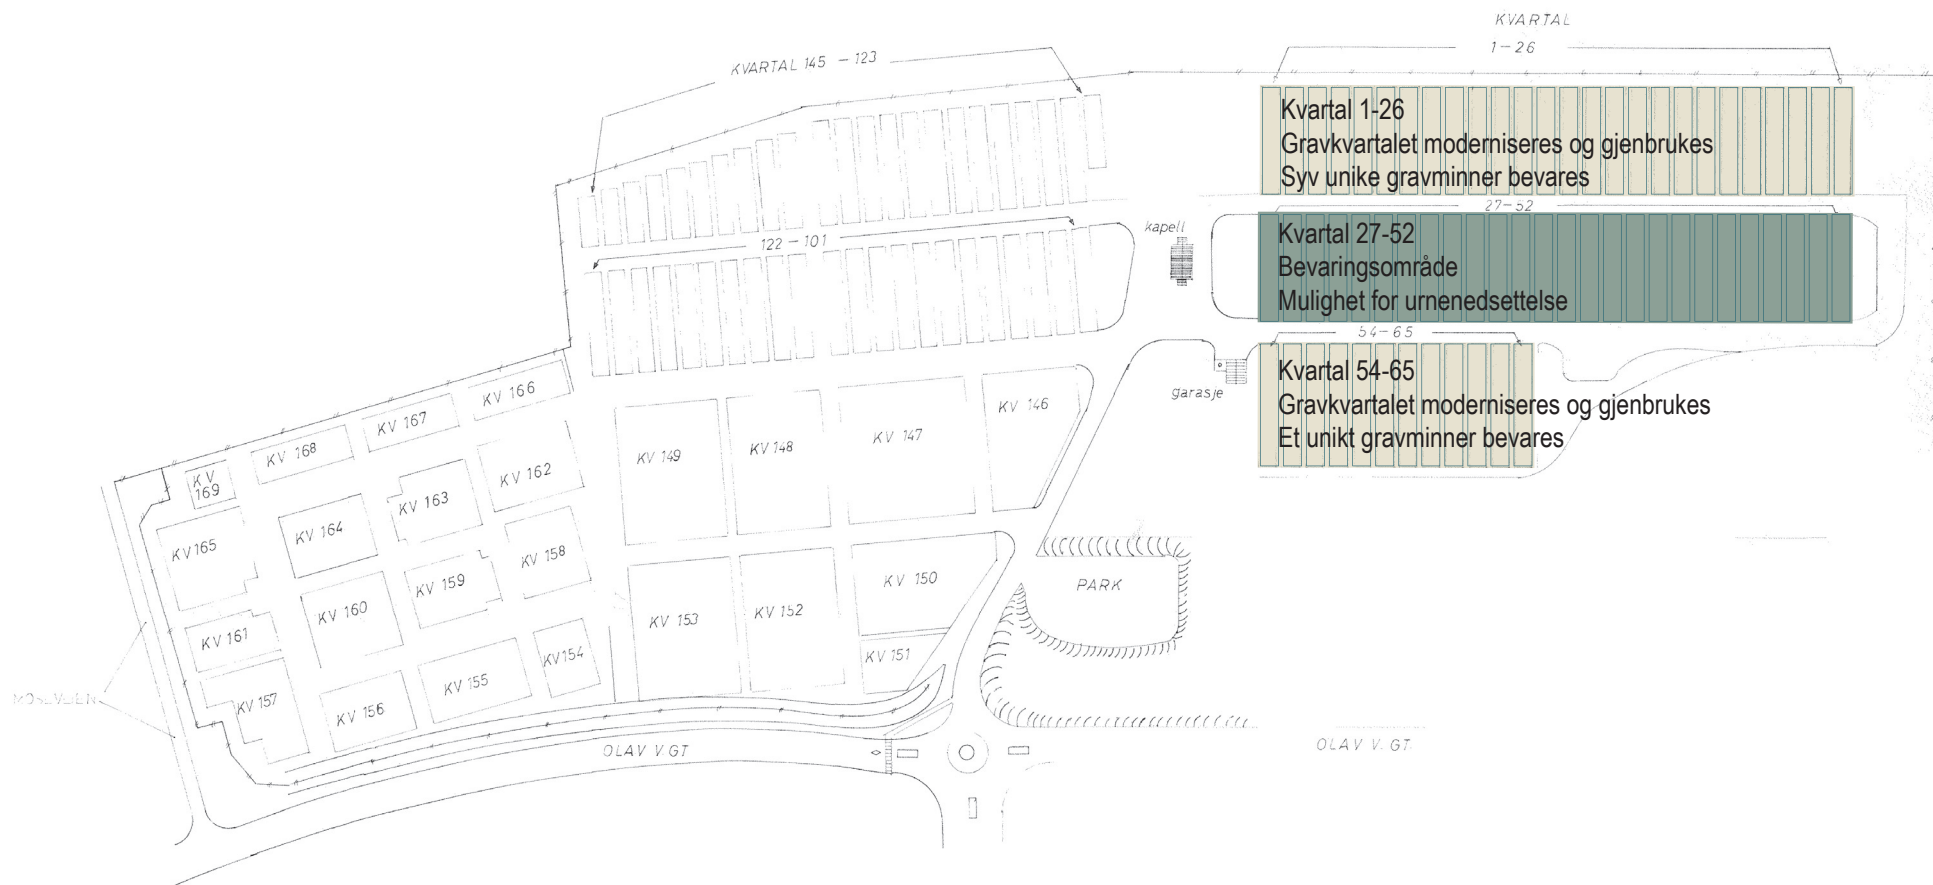 KVARTAL
1-26
KVARTAL 145 - 123
Kvartal 1-26
Gravkvartalet moderniseres og gjenbrukes
Syv unike gravminner bevares
27-52
kapell
Kvartal 27-52
Bevaringsområde
Mulighet for urnenedsettelse
122-101
54-65
garasje
Kvartal 54-65
Gravkvartalet moderniseres og gjenbrukes
Et unikt gravminner bevares
KV 166
KV 167
KV 168
KV
169
KV 146
KV 147
KV 148
KV 149
KV 162
KV 163
KV 164
KV 165
KV 158
KV 159
KV 160
KV 161
KV 150
PARK
KV 152
KV 153
KV 151
KV 154
KV 155
KV 156
KV 157
OLAV V.GT
OLAV V. GT.